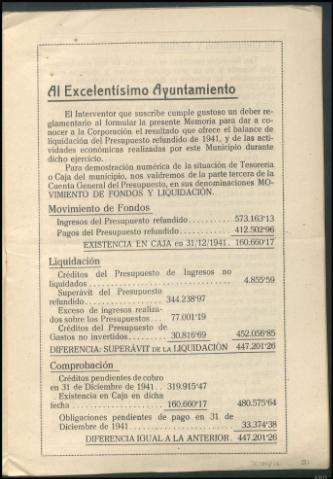 Al Excelentísimo Ayuntamiento
El Interventor que suscribe cumple gustoso un deber re-
glamentario al formular la presente Memoria para dar a co-
nocer a la Corporación el resultado que ofrece el balance de
liquidación del Presupuesto refundido de 1941, y de las acti-
vidades económicas realizadas por este Municipio durante
dicho ejercicio.
Para demostración numérica de la situación de Tesorería
o Caja del municipio, nos valdremos de la parte tercera de la
Cuenta General del Presupuesto, en sus denominaciones MO-
VIMIENTO DE FONDOS Y LIQUIDACIÓN.
Movimiento de Fondos
Ingresos del Presupuesto refundido.......... 573.163'13
Pagos del Presupuesto refundido............ 412.502'96
EXISTENCIA EN CAJA en 31/12/1941. 160.660'17
Liquidación
Créditos del Presupuesto de Ingresos no
liquidados.............................. 4.855'59
Superávit del Presupuesto
refundido.................. 344.238'97
Exceso de ingresos realiza-
dos sobre los Presupuestos.... 77.001'19
Créditos del Presupuesto de
Gastos no invertidos.......... 30.816'69 452.056'85
DIFERENCIA: SUPERÁVIT DE LA LIQUIDACIÓN 447.201'26
Comprobación
Créditos pendientes de cobro
en 31 de Diciembre de 1941.. 319.915'47
Existencia en Caja en dicha
fecha...................... 160.660'17 480.575'64
Obligaciones pendientes de pago en 31 de
Diciembre de 1941........................ 33.374'38
DIFERENCIA IGUAL A LA ANTERIOR. 447.201'26